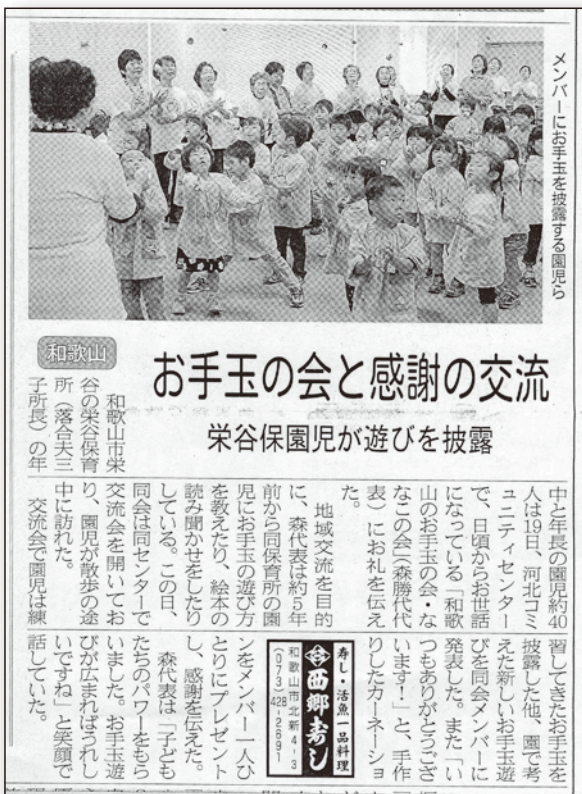 メンバーにお手玉を披露する園児ら
和歌山
お手玉の会と感謝の交流
栄谷保園児が遊びを披露
和歌山市栄
谷の栄谷保育
所(落合夫三
子所長)の年
中と年長の園児約40
人は19日、河北コミ
ュニティセンター
で、日頃からお世話
になっている「和歌
山のお手玉の会・な
なこの会」(森勝代代
表)にお礼を伝え
た。
地域交流を目的
に、森代表は約5年
前から同保育所の園
児にお手玉の遊び方
を教えたり、絵本の
読み聞かせをしたり
している。この日、
同会は同センターで
交流会を開いてお
り、園児が散歩の途
中に訪れた。
交流会で園児は練
習してきたお手玉を
披露した他、園で考
えた新しいお手玉遊
びを同会メンバーに
発表した。また「い
つもありがとうござ
います!」と、手作
りしたカーネーショ
ンをメンバー一人ひ
とりにプレゼント
し、感謝を伝えた。
森代表は「子ども
たちのパワーをもら
いました。お手玉遊
びが広まればうれし
いですね」と笑顔で
話していた。
寿し・活魚一品料理
西郷寿し
和歌山市北新4-3
(073)428-2691